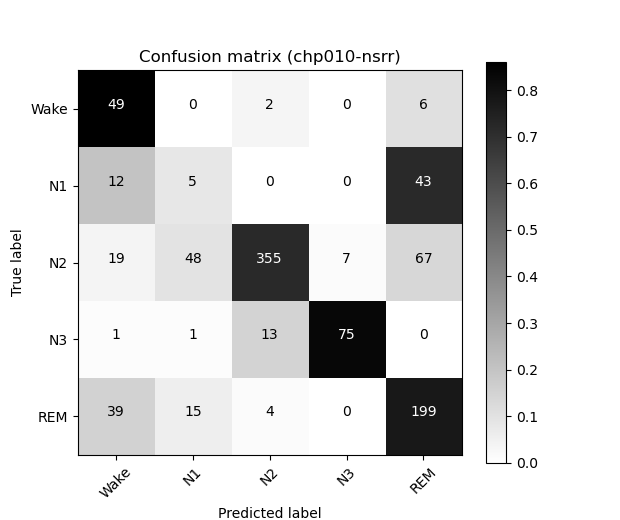 Confusion matrix (chp010-nsrr)
Wake 49 0 2 0 6
N1 12 5 0 0 43
N2 19 48 355 7 67
N3 1 1 13 75 0
REM 39 15 4 0 199
Wake N1 N2 N3 REM
True label
Predicted label
0.8
0.7
0.6
0.5
0.4
0.3
0.2
0.1
0.0